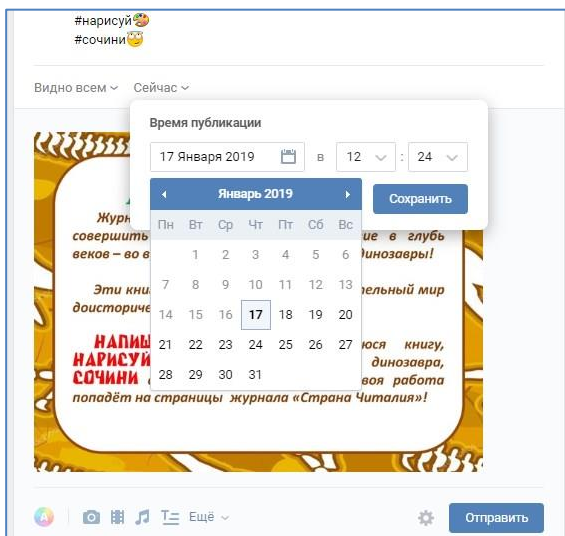 #нарисуй
#сочини
Видно всем Сейчас
Время публикации
17 Января 2019 в 12 : 24
Январь 2019
Сохранить
Пн Вт Ср Чт Пт Сб Вс
1 2 3 4 5 6
7 8 9 10 11 12 13
14 15 16 17 18 19 20
21 22 23 24 25 26 27
28 29 30 31
совершить ие в глубь
веков – во в динозавры!
Эти кни тельный мир
доисториче
НАПИШ юся книгу,
НАРИСУЙ динозавра,
СОЧИНИ воя работа
попадёт на страницы журнала «Страна Читалия»!
Ещё
Отправить